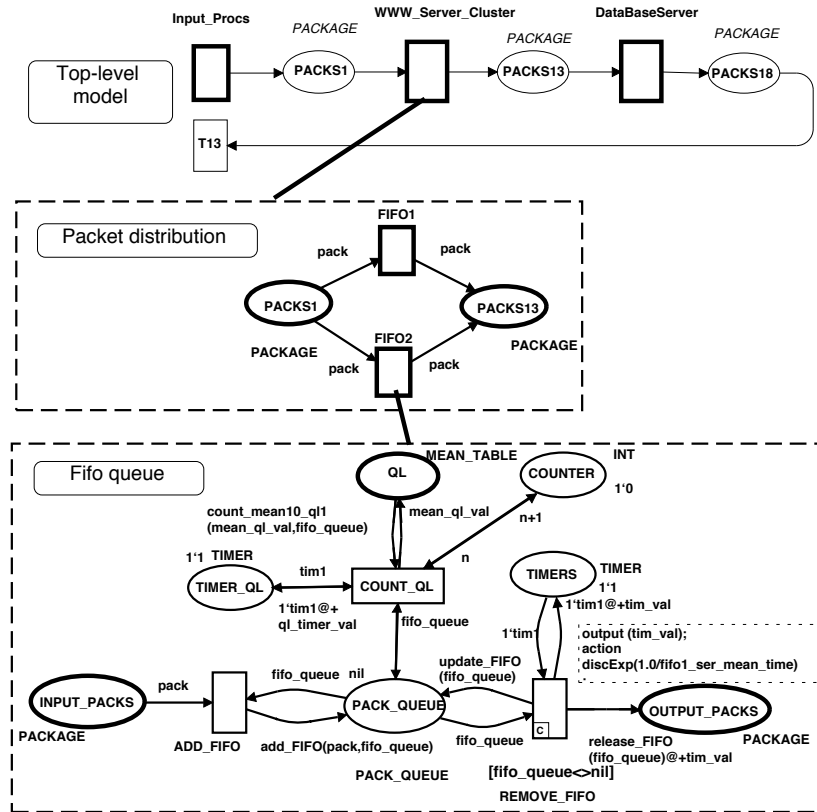 Input_Procs
PACKAGE
WWW_Server_Cluster
PACKAGE
DataBaseServer
PACKAGE
Top-level
model
PACKS1
PACKS13
PACKS18
T13
Packet distribution
FIFO1
pack
pack
PACKS1
PACKS13
PACKAGE
FIFO2
PACKAGE
pack
pack
Fifo queue
QL
MEAN_TABLE
COUNTER
INT
1‘0
count_mean10_ql1
(mean_ql_val,fifo_queue)
mean_ql_val
n+1
n
1‘1 TIMER
TIMER_QL
tim1
1‘tim1@+
ql_timer_val
COUNT_QL
fifo_queue
TIMERS
TIMER
1‘1
1‘tim1@+tim_val
1‘tim1
output (tim_val);
action
discExp(1.0/fifo1_ser_mean_time)
;
INPUT_PACKS
PACKAGE
pack
ADD_FIFO
fifo_queue
nil
add_FIFO(pack,fifo_queue)
PACK_QUEUE
PACK_QUEUE
update_FIFO
(fifo_queue)
fifo_queue
C
[fifo_queue<>nil]
REMOVE_FIFO
OUTPUT_PACKS
release_FIFO
(fifo_queue)@+tim_val
PACKAGE